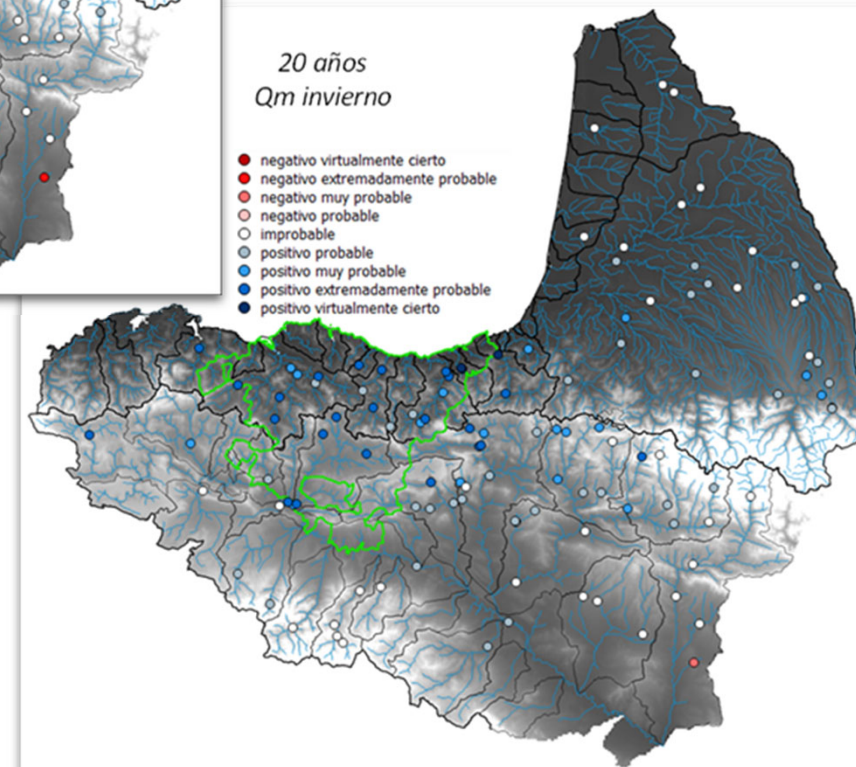 20 años
Qm invierno
negativo virtualmente cierto
negativo extremadamente probable
negativo muy probable
negativo probable
improbable
positivo probable
positivo muy probable
positivo extremadamente probable
positivo virtualmente cierto